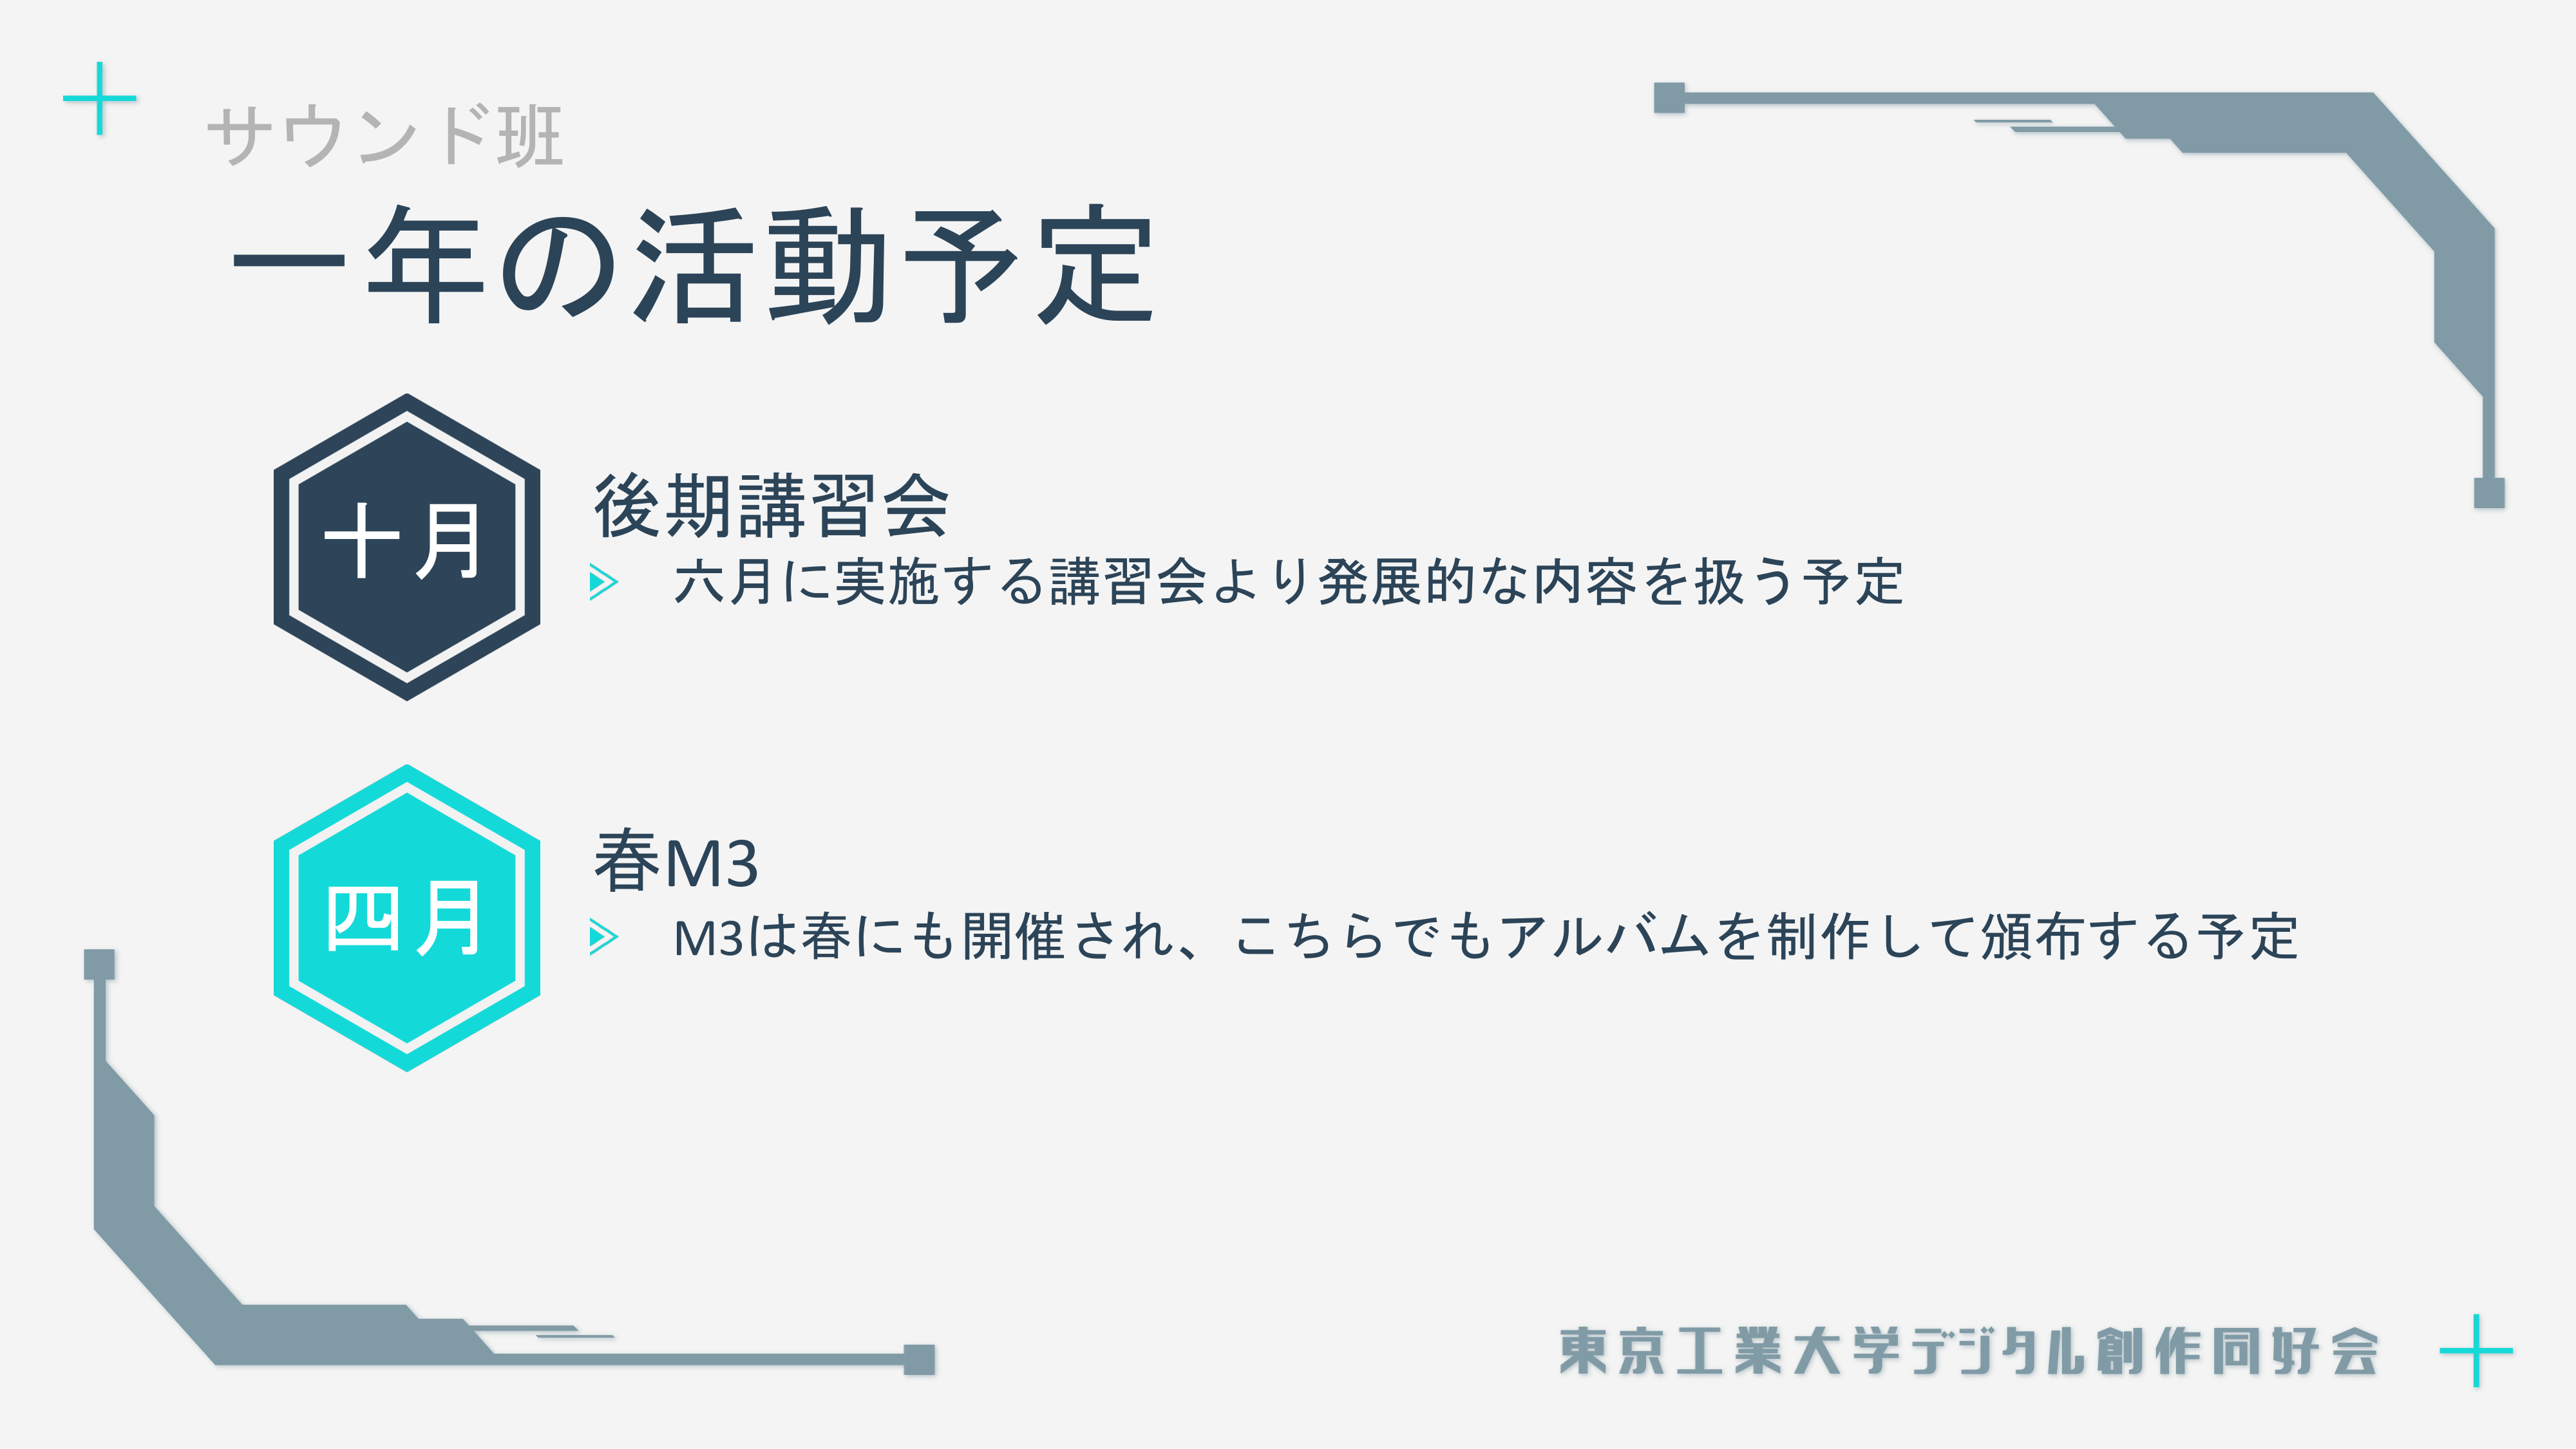 サウンド班
一年の活動予定
十月
後期講習会
六月に実施する講習会より発展的な内容を扱う予定
四月
春M3
M3は春にも開催され、こちらでもアルバムを制作して頒布する予定
東京工業大学デジタル創作同好会